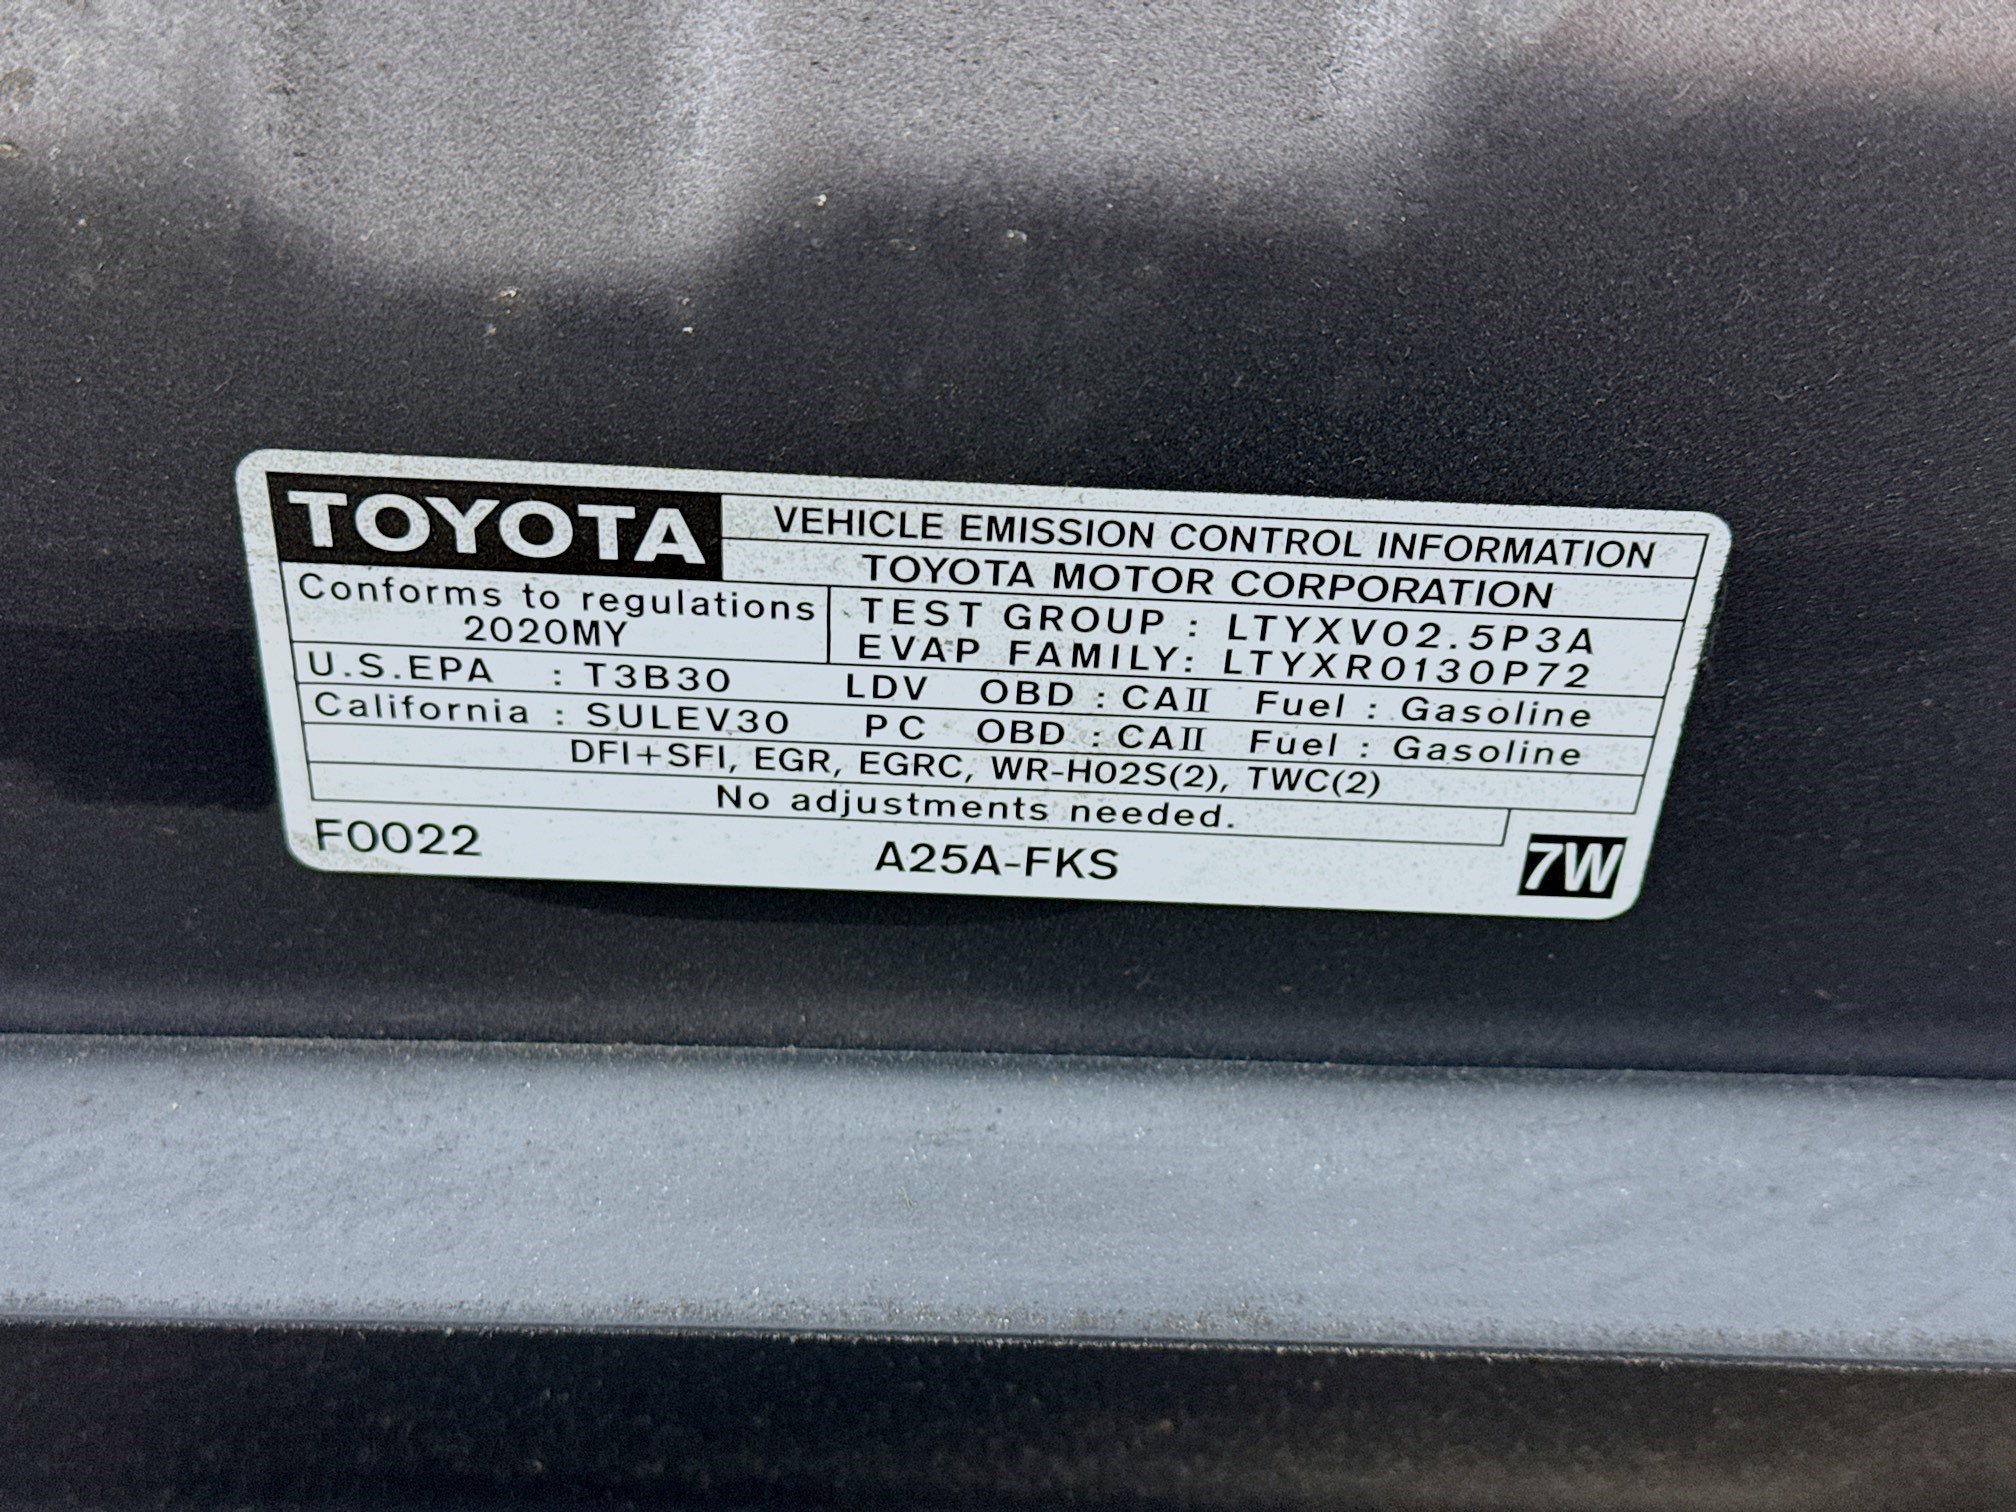 TOYOTA
VEHICLE EMISSION CONTROL INFORMATION
TOYOTA MOTOR CORPORATION
Conforms to regulations
2020MY
TEST GROUP : LTYXV02.5P3A
EVAP FAMILY: LTYXR0130P72
U.S.EPA : T3B30 LDV OBD : CAII Fuel : Gasoline
California : SULEV30 PC OBD : CAII Fuel : Gasoline
DFI+SFI, EGR, EGRC, WR-HO2S(2), TWC(2)
No adjustments needed.
F0022 A25A-FKS 7W